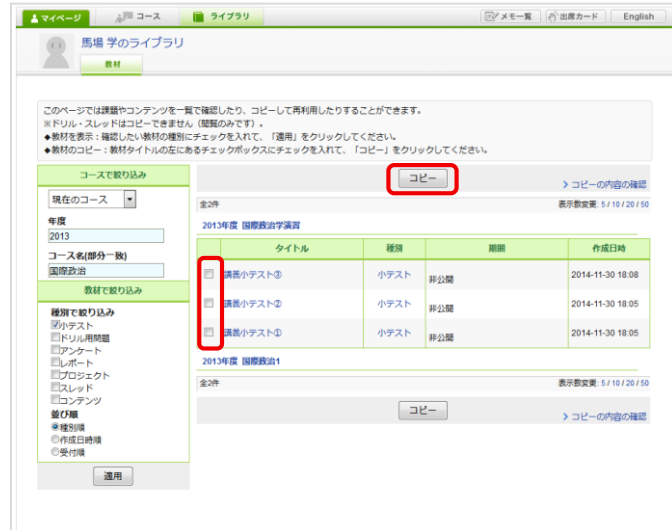 マイページ コース ライブラリ メモ一覧 出席カード English
馬場 学のライブラリ
教材
このページでは課題やコンテンツを一覧で確認したり、コピーして再利用したりすることができます。
※ドリル・スレッドはコピーできません（閲覧のみです）。
◆教材を表示：確認したい教材の種別にチェックを入れて、「適用」をクリックしてください。
◆教材のコピー：教材タイトルの左にあるチェックボックスにチェックを入れて、「コピー」をクリックしてください。
コースで絞り込み
現在のコース
年度
2013
コース名(部分一致)
国際政治
教材で絞り込み
種別で絞り込み
小テスト
ドリル用問題
アンケート
レポート
プロジェクト
スレッド
コンテンツ
並び順
種別順
作成日時順
受付順
適用
コピー
コピーの内容の確認
全2件 表示数変更: 5 / 10 / 20 / 50
2013年度 国際政治学演習
タイトル 種別 期間 作成日時
講義小テスト③ 小テスト 非公開 2014-11-30 18:08
講義小テスト② 小テスト 非公開 2014-11-30 18:05
講義小テスト① 小テスト 非公開 2014-11-30 18:05
2013年度 国際政治1
全2件 表示数変更: 5 / 10 / 20 / 50
コピー
コピーの内容の確認